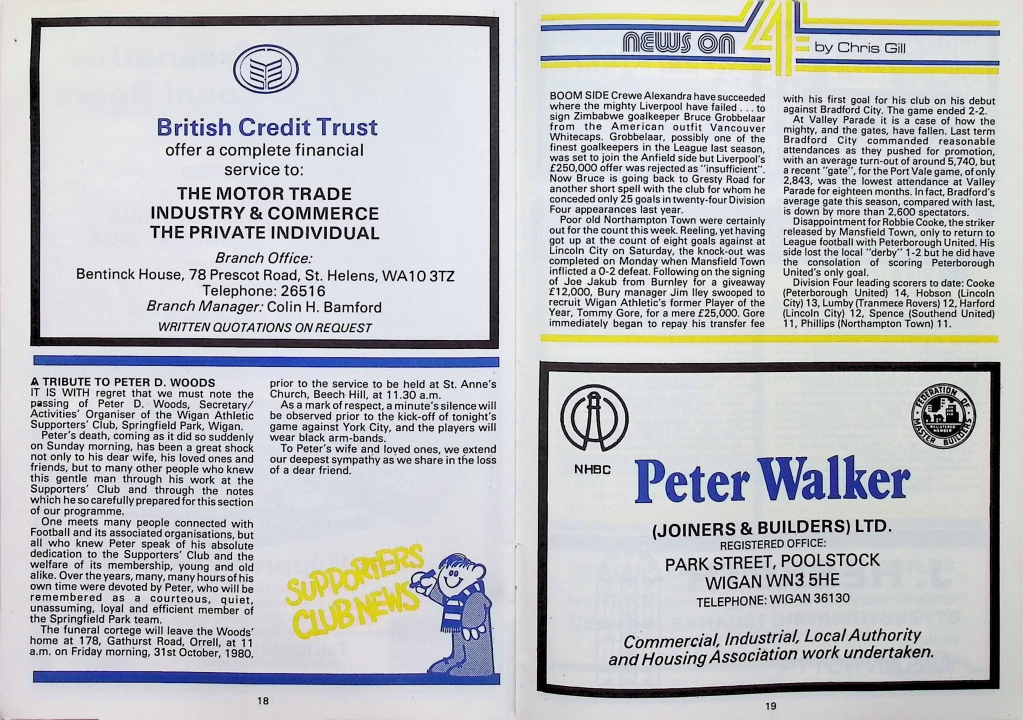 British Credit Trust
offer a complete financial
service to:
THE MOTOR TRADE
INDUSTRY & COMMERCE
THE PRIVATE INDIVIDUAL
Branch Office:
Bentinck House, 78 Prescot Road, St. Helens, WA10 3TZ
Telephone: 26516
Branch Manager: Colin H. Bamford
WRITTEN QUOTATIONS ON REQUEST
A TRIBUTE TO PETER D. WOODS
IT IS WITH regret that we must note the
passing of Peter D. Woods, Secretary/
Activities' Organiser of the Wigan Athletic
Supporters' Club, Springfield Park, Wigan.
Peter's death, coming as it did so suddenly
on Sunday morning, has been a great shock
not only to his dear wife, his loved ones and
friends, but to many other people who knew
this gentle man through his work at the
Supporters' Club and through the notes
which he so carefully prepared for this section
of our programme.
One meets many people connected with
Football and its associated organisations, but
all who knew Peter speak of his absolute
dedication to the Supporters' Club and the
welfare of its membership, young and old
alike. Over the years, many, many hours of his
own time were devoted by Peter, who will be
remembered as a courteous, quiet,
unassuming, loyal and efficient member of
the Springfield Park team.
The funeral cortege will leave the Woods'
home at 178, Gathurst Road, Orrell, at 11
a.m. on Friday morning, 31st October, 1980,
prior to the service to be held at St. Anne's
Church, Beech Hill, at 11.30 a.m.
As a mark of respect, a minute's silence will
be observed prior to the kick-off of tonight's
game against York City, and the players will
wear black arm-bands.
To Peter's wife and loved ones, we extend
our deepest sympathy as we share in the loss
of a dear friend.
SUPPORTERS
CLUB NEWS
18
NEWS ON 4 by Chris Gill
BOOM SIDE Crewe Alexandra have succeeded
where the mighty Liverpool have failed . . . to
sign Zimbabwe goalkeeper Bruce Grobbelaar
from the American outfit Vancouver
Whitecaps. Grobbelaar, possibly one of the
finest goalkeepers in the League last season,
was set to join the Anfield side but Liverpool's
£250,000 offer was rejected as "insufficient".
Now Bruce is going back to Gresty Road for
another short spell with the club for whom he
conceded only 25 goals in twenty-four Division
Four appearances last year.
Poor old Northampton Town were certainly
out for the count this week. Reeling, yet having
got up at the count of eight goals against at
Lincoln City on Saturday, the knock-out was
completed on Monday when Mansfield Town
inflicted a 0-2 defeat. Following on the signing
of Joe Jakub from Burnley for a giveaway
£12,000, Bury manager Jim Iley swooped to
recruit Wigan Athletic's former Player of the
Year, Tommy Gore, for a mere £25,000. Gore
immediately began to repay his transfer fee
with his first goal for his club on his debut
against Bradford City. The game ended 2-2.
At Valley Parade it is a case of how the
mighty, and the gates, have fallen. Last term
Bradford City commanded reasonable
attendances as they pushed for promotion,
with an average turn-out of around 5,740, but
a recent "gate", for the Port Vale game, of only
2,843, was the lowest attendance at Valley
Parade for eighteen months. In fact, Bradford's
average gate this season, compared with last,
is down by more than 2,600 spectators.
Disappointment for Robbie Cooke, the striker
released by Mansfield Town, only to return to
League football with Peterborough United. His
side lost the local "derby" 1-2 but he did have
the consolation of scoring Peterborough
United's only goal.
Division Four leading scorers to date: Cooke
(Peterborough United) 14, Hobson (Lincoln
City) 13, Lumby (Tranmere Rovers) 12, Harford
(Lincoln City) 12, Spence (Southend United)
11, Phillips (Northampton Town) 11.
NHBC
FEDERATION OF
MASTER BUILDERS
REGISTERED
MEMBER
Peter Walker
(JOINERS & BUILDERS) LTD.
REGISTERED OFFICE:
PARK STREET, POOLSTOCK
WIGAN WN3 5HE
TELEPHONE: WIGAN 36130
Commercial, Industrial, Local Authority
and Housing Association work undertaken.
19